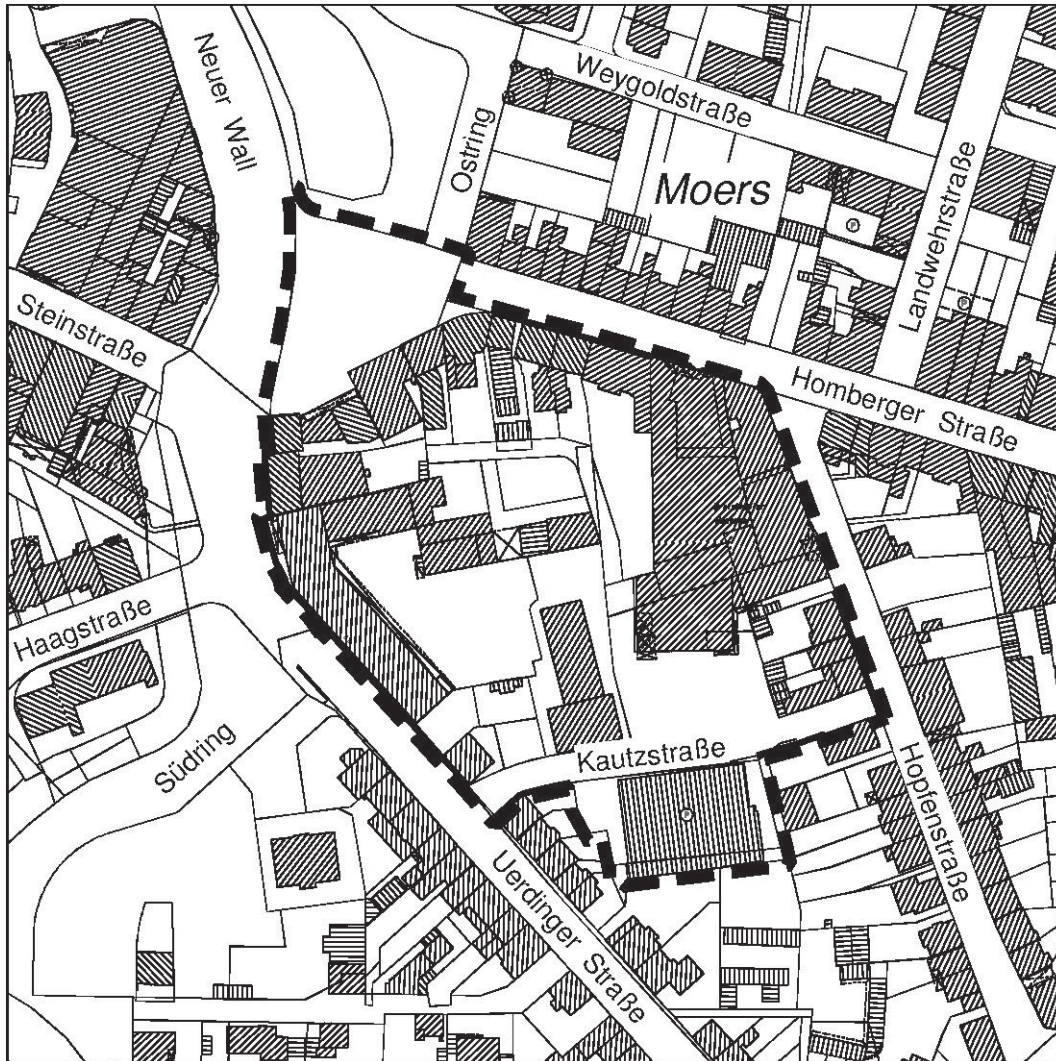 Neuer Wall
Weygoldstraße
Ostring
Moers
Landwehrstraße
Steinstraße
Homberger Straße
Haagstraße
Südring
Kautzstraße
Hopfenstraße
Uerdinger Straße